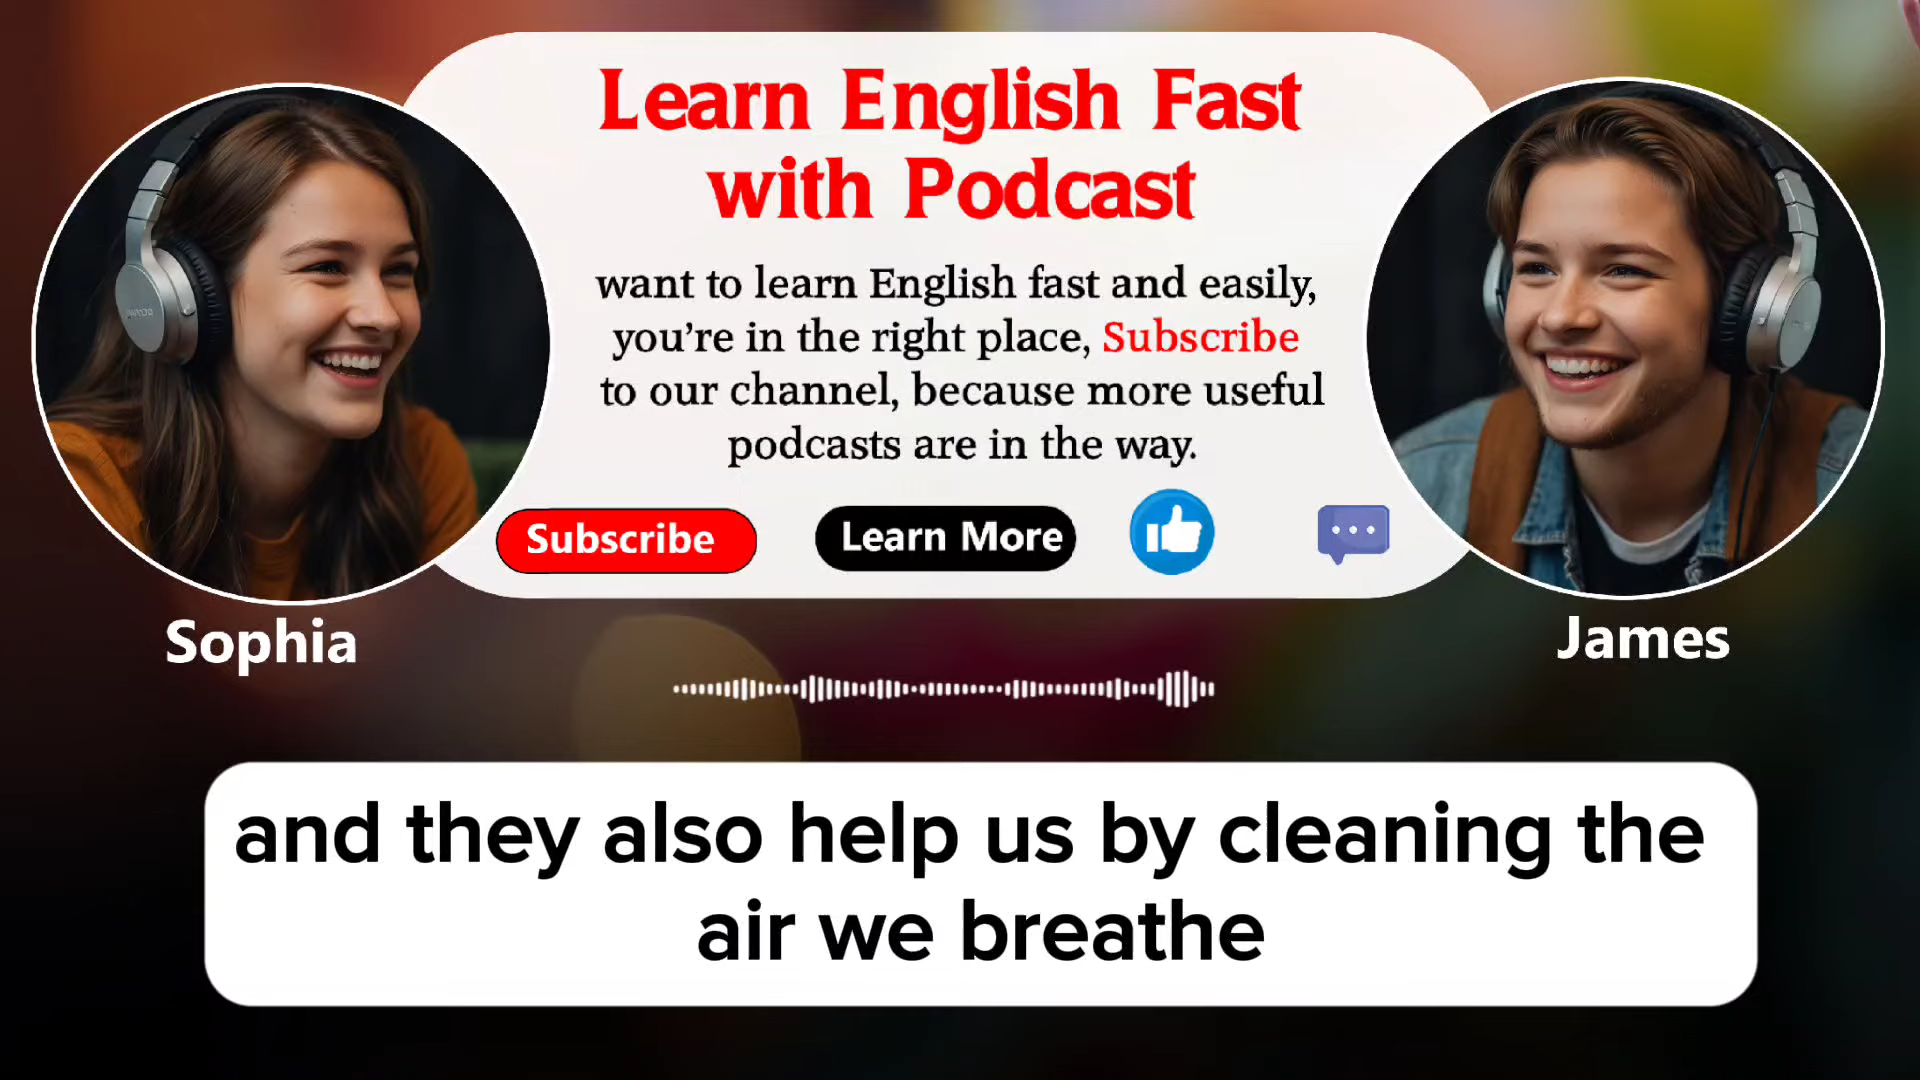 Learn English Fast
with Podcast
want to learn English fast and easily,
you're in the right place, Subscribe
to our channel, because more useful
podcasts are in the way.
Subscribe
Learn More
Sophia
James
and they also help us by cleaning the
air we breathe